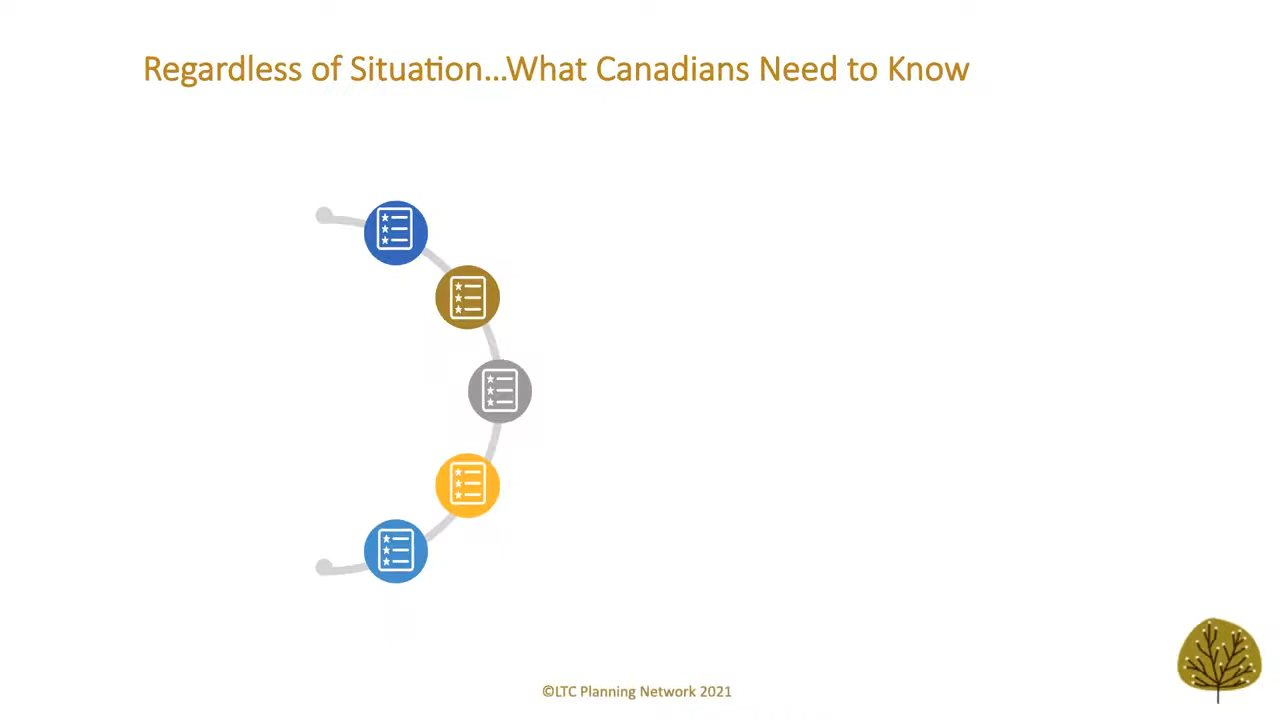 Regardless of Situation...What Canadians Need to Know
©LTC Planning Network 2021